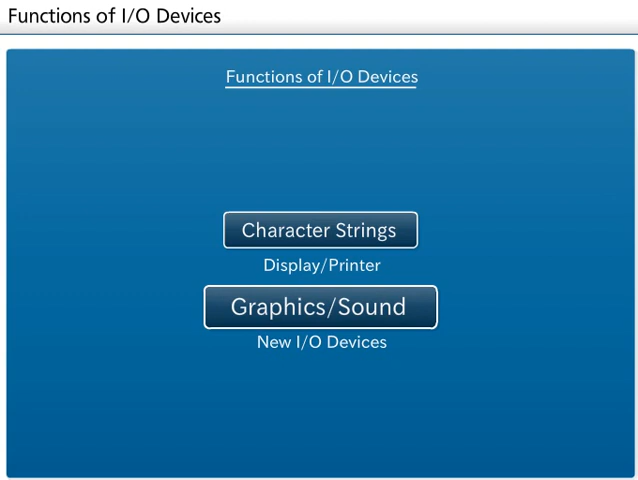 Functions of I/O Devices
Functions of I/O Devices
Character Strings
Display/Printer
Graphics/Sound
New I/O Devices